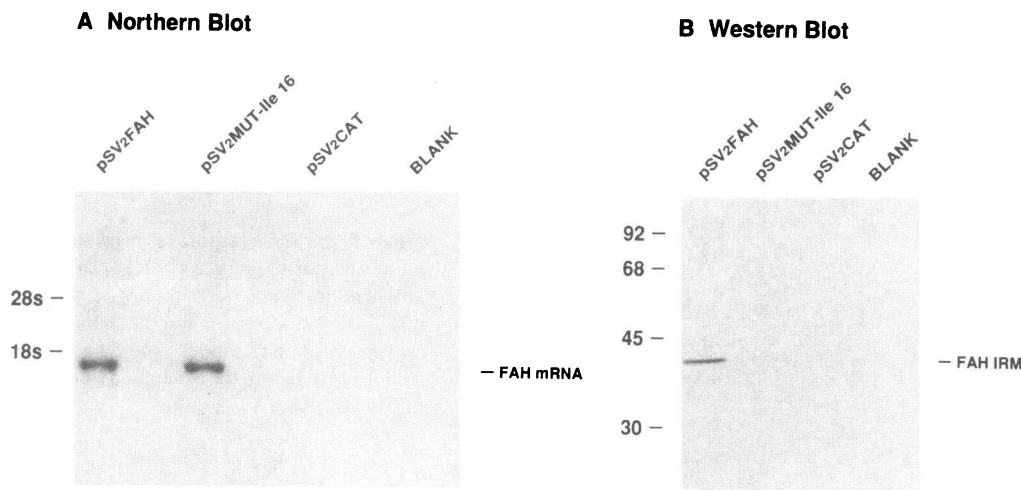 A Northern Blot
pSV2FAH
pSV2MUT-Ile 16
pSV2CAT
BLANK
28s –
18s –
– FAH mRNA
B Western Blot
pSV2FAH
pSV2MUT-Ile 16
pSV2CAT
BLANK
92 –
68 –
45 –
30 –
– FAH IRM